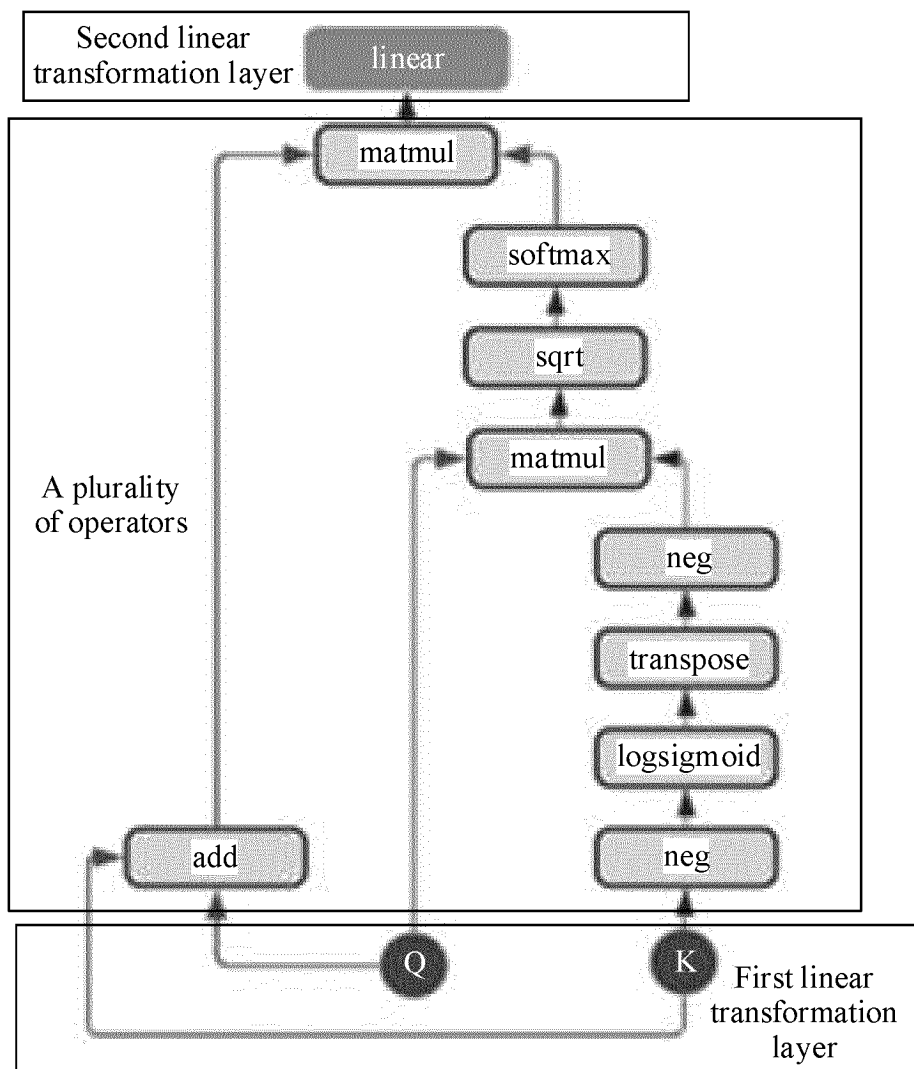 Second linear
transformation layer
linear
matmul
softmax
sqrt
matmul
A plurality
of operators
neg
transpose
logsigmoid
add
neg
Q
K
First linear
transformation
layer